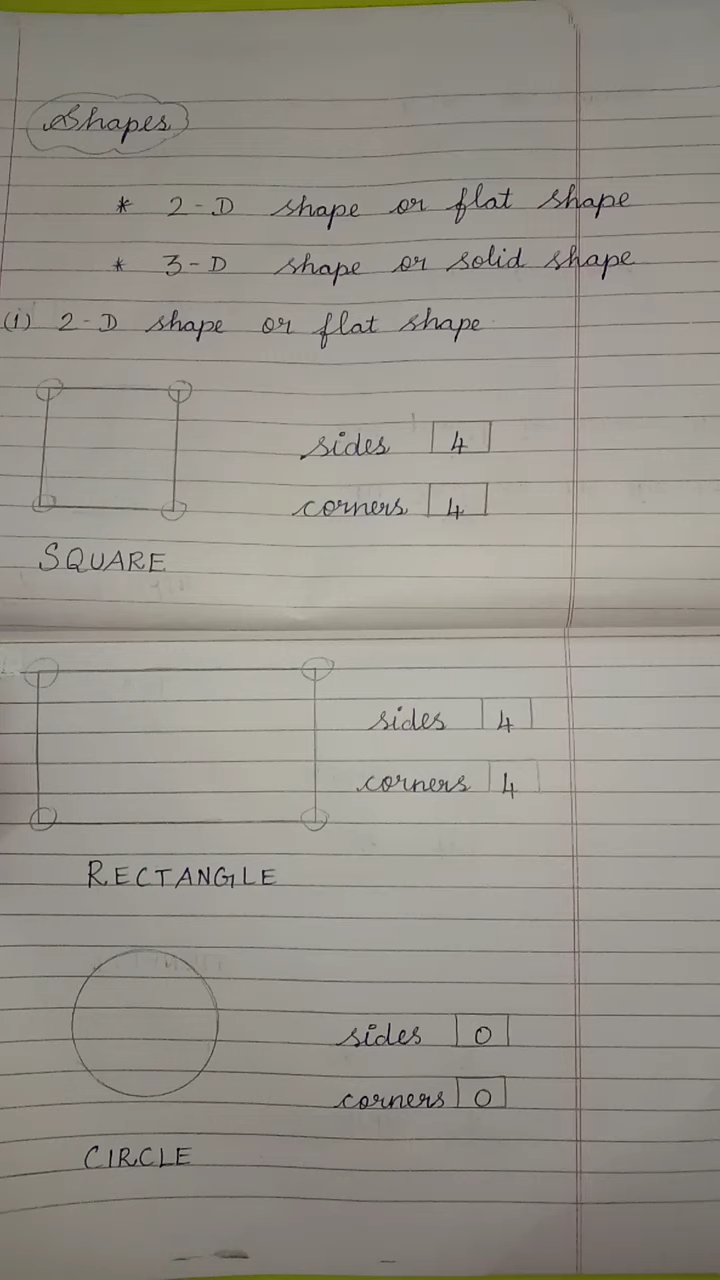 Shapes
* 2-D shape or flat shape
* 3-D shape or solid shape
(i) 2-D shape or flat shape
sides 4
corners 4
SQUARE
sides 4
corners 4
RECTANGLE
sides 0
corners 0
CIRCLE